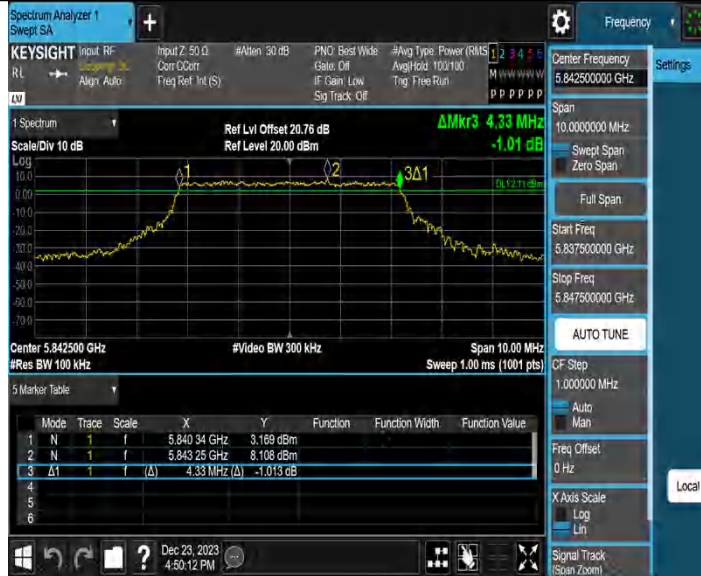 Spectrum Analyzer 1
Swept SA
+
Frequency
KEYSIGHT
Input: RF
Input Z: 50 Ω
#Atten: 30 dB
PNO: Best Wide
#Avg Type: Power (RMS
1 2 3 4 5 6
RL
Align: Auto
Corr CCorr
Freq Ref: Int (S)
Gate: Off
IF Gain: Low
Sig Track: Off
Avg|Hold: 100/100
Trig: Free Run
M W W W W W
P P P P P P
LXI
1 Spectrum
Scale/Div 10 dB
Ref Lvl Offset 20.76 dB
Ref Level 20.00 dBm
ΔMkr3 4.33 MHz
-1.01 dB
Log
10.0
0.00
-10.0
-20.0
-30.0
-40.0
-50.0
-60.0
-70.0
1
2
3Δ1
DL1 2.11 dBm
Center 5.842500 GHz
#Res BW 100 kHz
#Video BW 300 kHz
Span 10.00 MHz
Sweep 1.00 ms (1001 pts)
5 Marker Table
Mode Trace Scale X Y Function Function Width Function Value
1 N 1 f 5.840 34 GHz 3.169 dBm
2 N 1 f 5.843 25 GHz 8.108 dBm
3 Δ1 1 f (Δ) 4.33 MHz (Δ) -1.013 dB
4
5
6
?
Dec 23, 2023
4:50:12 PM
Center Frequency
5.842500000 GHz
Settings
Span
10.0000000 MHz
Swept Span
Zero Span
Full Span
Start Freq
5.837500000 GHz
Stop Freq
5.847500000 GHz
AUTO TUNE
CF Step
1.000000 MHz
Auto
Man
Freq Offset
0 Hz
X Axis Scale
Log
Lin
Local
Signal Track
(Span Zoom)